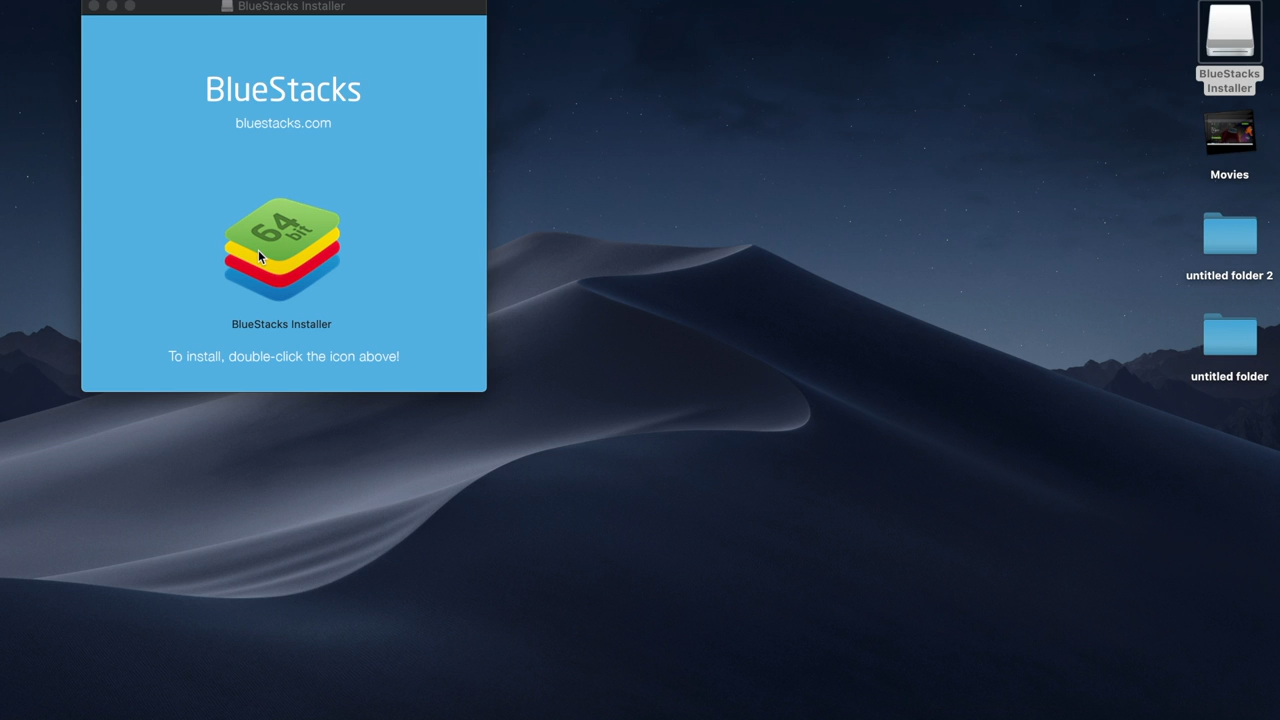 BlueStacks Installer
BlueStacks
bluestacks.com
64
bit
BlueStacks Installer
To install, double-click the icon above!
BlueStacks
Installer
Movies
untitled folder 2
untitled folder